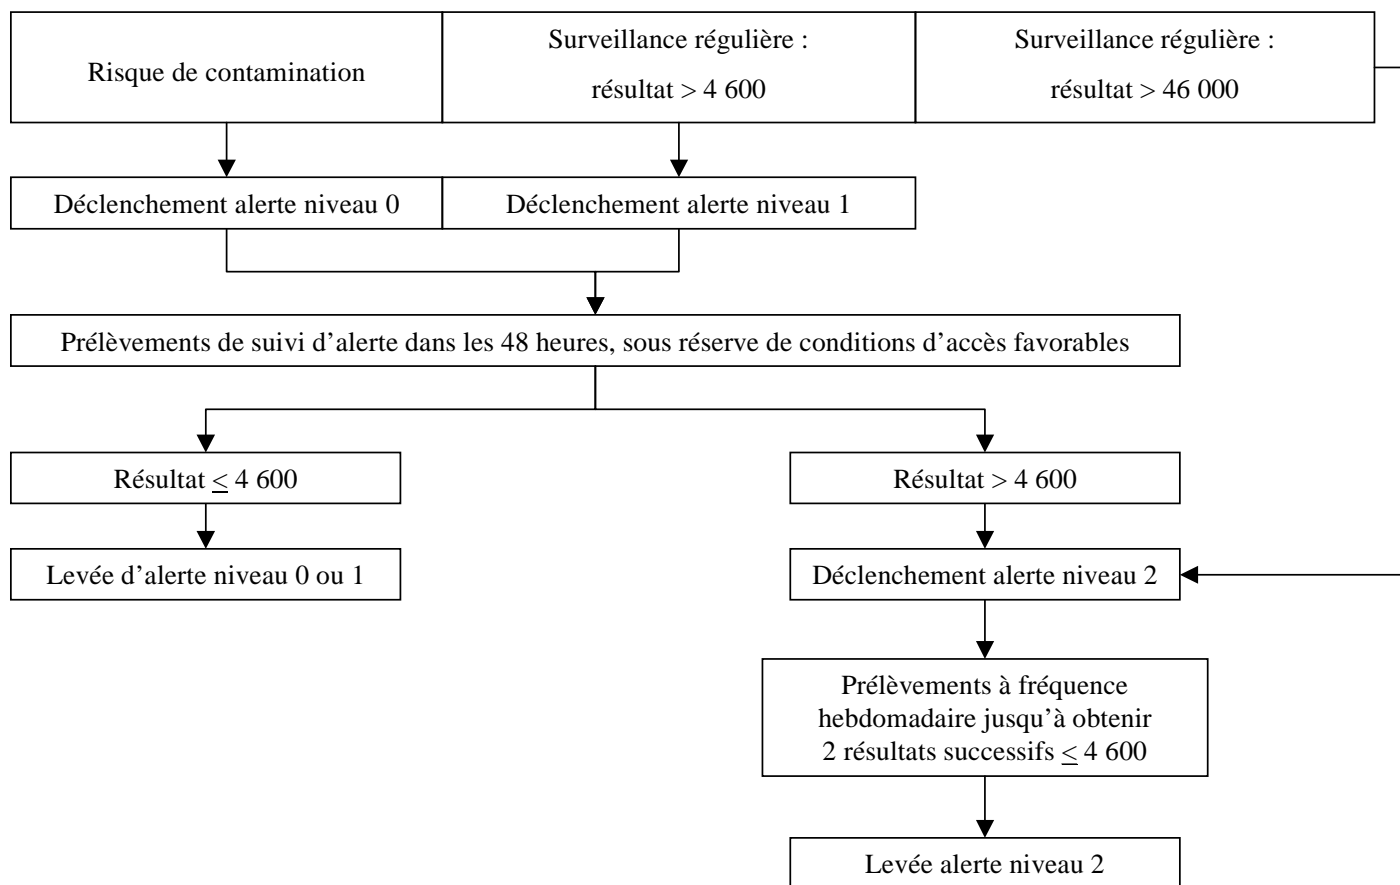 Risque de contamination
Surveillance régulière :
résultat > 4 600
Surveillance régulière :
résultat > 46 000
Déclenchement alerte niveau 0
Déclenchement alerte niveau 1
Prélèvements de suivi d’alerte dans les 48 heures, sous réserve de conditions d’accès favorables
Résultat ≤ 4 600
Résultat > 4 600
Levée d’alerte niveau 0 ou 1
Déclenchement alerte niveau 2
Prélèvements à fréquence
hebdomadaire jusqu’à obtenir
2 résultats successifs ≤ 4 600
Levée alerte niveau 2